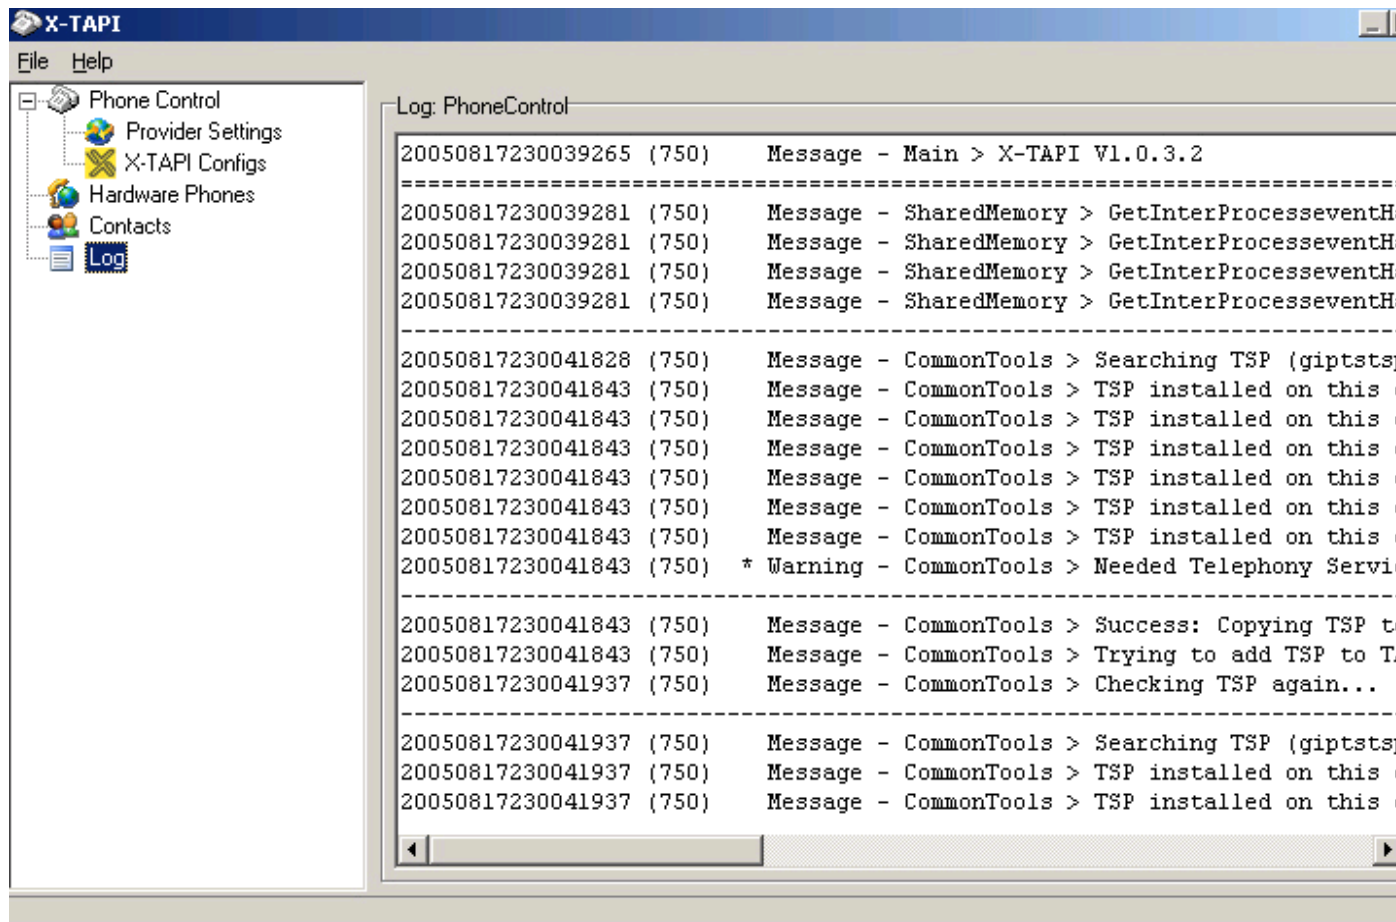 X-TAPI
File Help
Phone Control
Provider Settings
X-TAPI Configs
Hardware Phones
Contacts
Log
Log: PhoneControl
20050817230039265 (750) Message - Main > X-TAPI V1.0.3.2
================================================================
20050817230039281 (750) Message - SharedMemory > GetInterProcesseventH
20050817230039281 (750) Message - SharedMemory > GetInterProcesseventH
20050817230039281 (750) Message - SharedMemory > GetInterProcesseventH
20050817230039281 (750) Message - SharedMemory > GetInterProcesseventH
----------------------------------------------------------------
20050817230041828 (750) Message - CommonTools > Searching TSP (giptsts
20050817230041843 (750) Message - CommonTools > TSP installed on this
20050817230041843 (750) Message - CommonTools > TSP installed on this
20050817230041843 (750) Message - CommonTools > TSP installed on this
20050817230041843 (750) Message - CommonTools > TSP installed on this
20050817230041843 (750) Message - CommonTools > TSP installed on this
20050817230041843 (750) Message - CommonTools > TSP installed on this
20050817230041843 (750) * Warning - CommonTools > Needed Telephony Servi
----------------------------------------------------------------
20050817230041843 (750) Message - CommonTools > Success: Copying TSP t
20050817230041843 (750) Message - CommonTools > Trying to add TSP to T
20050817230041937 (750) Message - CommonTools > Checking TSP again...
----------------------------------------------------------------
20050817230041937 (750) Message - CommonTools > Searching TSP (giptsts
20050817230041937 (750) Message - CommonTools > TSP installed on this
20050817230041937 (750) Message - CommonTools > TSP installed on this